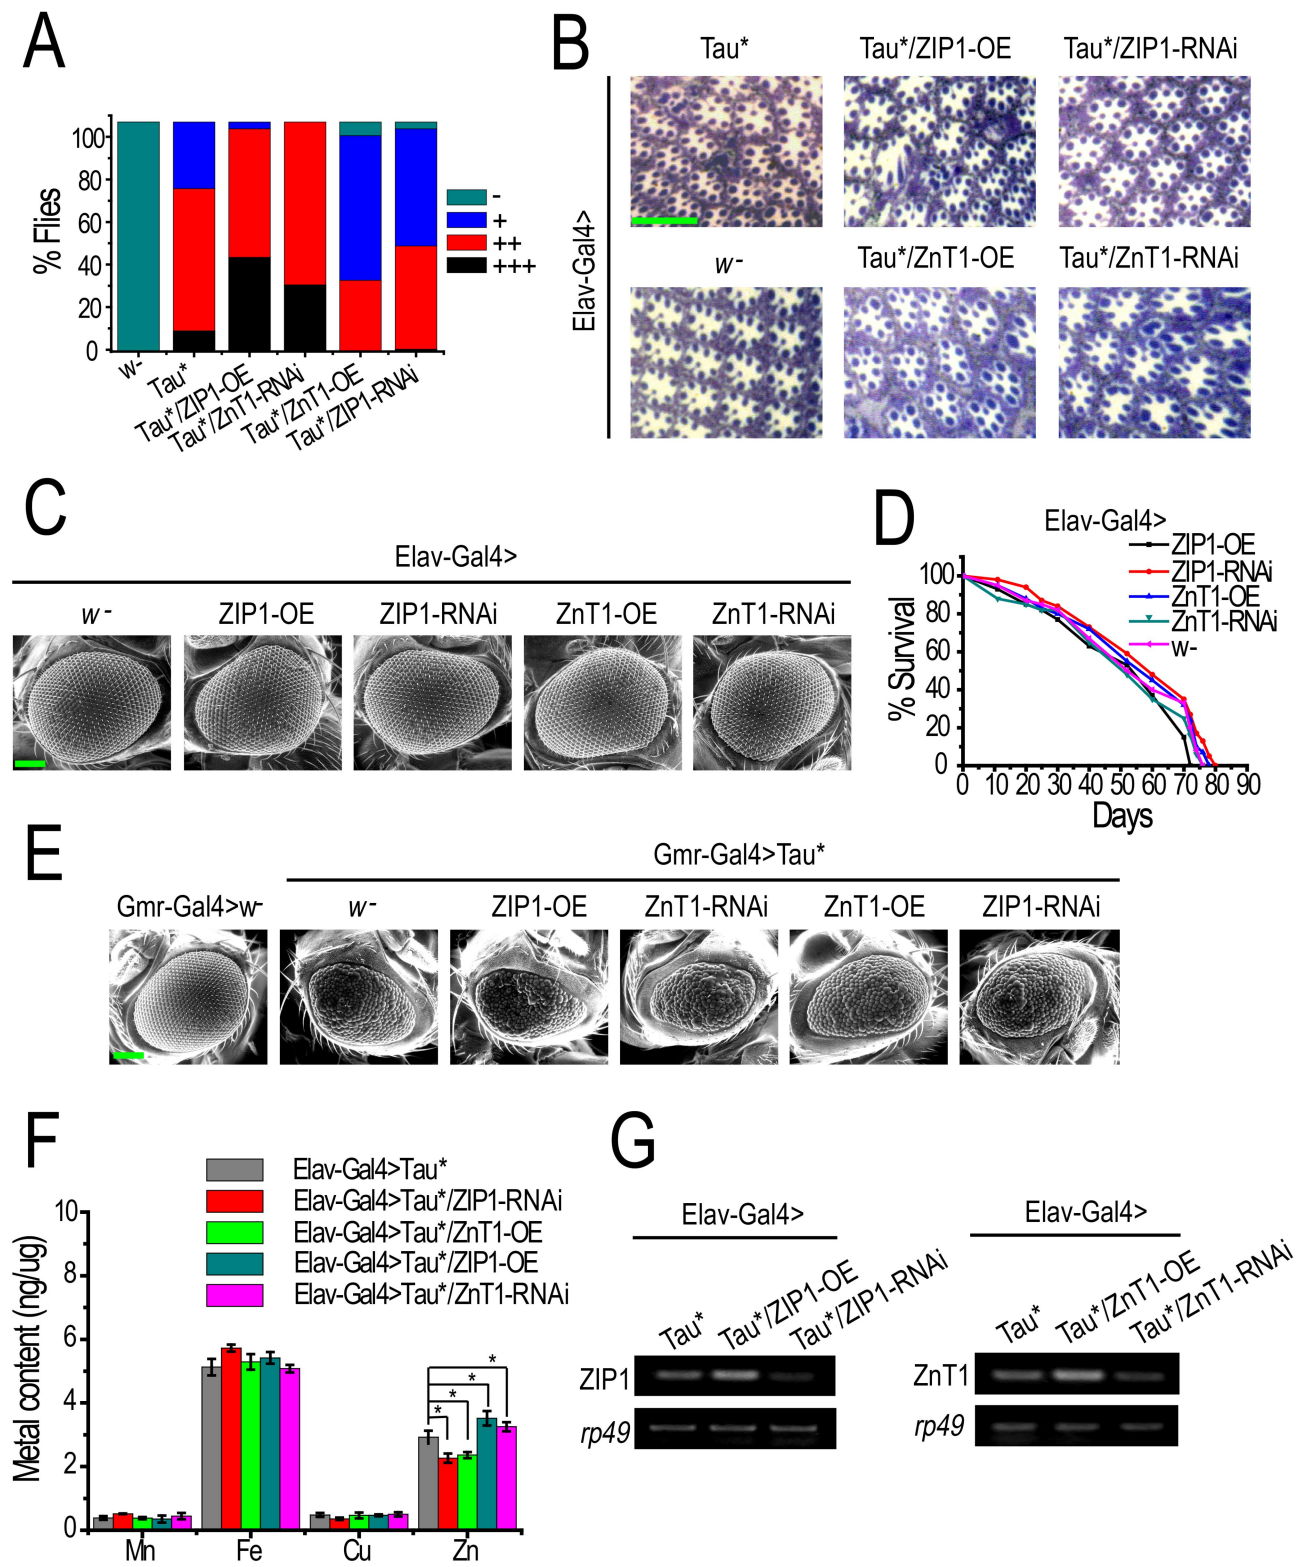 A
% Flies
100
80
60
40
20
0
-
+
++
+++
w-
Tau*
Tau*/ZIP1-OE
Tau*/ZnT1-RNAi
Tau*/ZnT1-OE
Tau*/ZIP1-RNAi
B
Elav-Gal4>
Tau*
Tau*/ZIP1-OE
Tau*/ZIP1-RNAi
w-
Tau*/ZnT1-OE
Tau*/ZnT1-RNAi
C
Elav-Gal4>
w-
ZIP1-OE
ZIP1-RNAi
ZnT1-OE
ZnT1-RNAi
D
Elav-Gal4>
ZIP1-OE
ZIP1-RNAi
ZnT1-OE
ZnT1-RNAi
w-
% Survival
100
80
60
40
20
0
0 10 20 30 40 50 60 70 80 90
Days
E
Gmr-Gal4>Tau*
Gmr-Gal4>w-
w-
ZIP1-OE
ZnT1-RNAi
ZnT1-OE
ZIP1-RNAi
F
Elav-Gal4>Tau*
Elav-Gal4>Tau*/ZIP1-RNAi
Elav-Gal4>Tau*/ZnT1-OE
Elav-Gal4>Tau*/ZIP1-OE
Elav-Gal4>Tau*/ZnT1-RNAi
Metal content (ng/ug)
10
8
6
4
2
0
*
*
*
*
Mn Fe Cu Zn
G
Elav-Gal4>
Tau*
Tau*/ZIP1-OE
Tau*/ZIP1-RNAi
ZIP1
rp49
Elav-Gal4>
Tau*
Tau*/ZnT1-OE
Tau*/ZnT1-RNAi
ZnT1
rp49